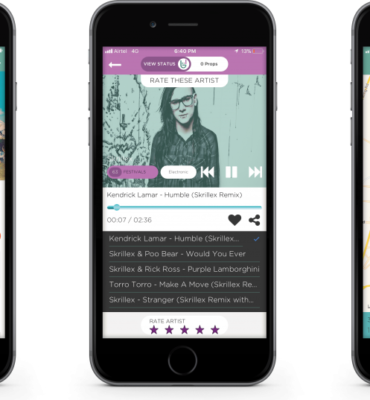 Airtel 4G 6:40 PM 13%
VIEW STATUS 0 Props
RATE THESE ARTIST
Kendrick Lamar - Humble (Skrillex Remix)
00:07 / 02:36
Kendrick Lamar - Humble (Skrillex...
Skrillex & Poo Bear - Would You Ever
Skrillex & Rick Ross - Purple Lamborghini
Torro Torro - Make A Move (Skrillex Re...
Skrillex - Stranger (Skrillex Remix with...
RATE ARTIST